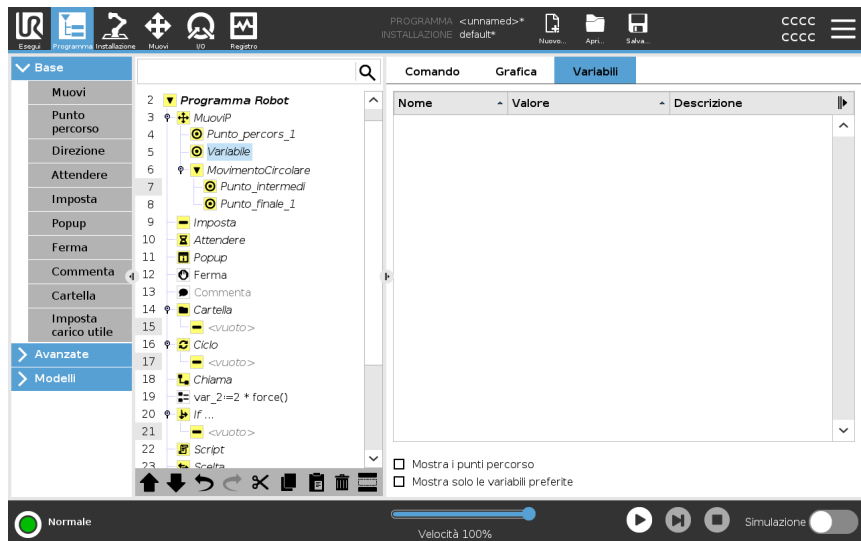 PROGRAMMA <unnamed>*
INSTALLAZIONE default*
UR
Esegui
Programma
Installazione
Muovi
I/O
Registro
Nuovo...
Apri...
Salva...
CCCC
CCCC
Base
Muovi
Punto
percorso
Direzione
Attendere
Imposta
Popup
Ferma
Commenta
Cartella
Imposta
carico utile
Avanzate
Modelli
2 Programma Robot
3 MuoviP
4 Punto_percors_1
5 Variabile
6 MovimentoCircolare
7 Punto_intermedi
8 Punto_finale_1
9 Imposta
10 Attendere
11 Popup
12 Ferma
13 Commenta
14 Cartella
15 <vuoto>
16 Ciclo
17 <vuoto>
18 Chiama
19 var_2:=2 * force()
20 If ...
21 <vuoto>
22 Script
23 Scelta
Comando Grafica Variabili
Nome Valore Descrizione
Mostra i punti percorso
Mostra solo le variabili preferite
Normale
Velocità 100%
Simulazione